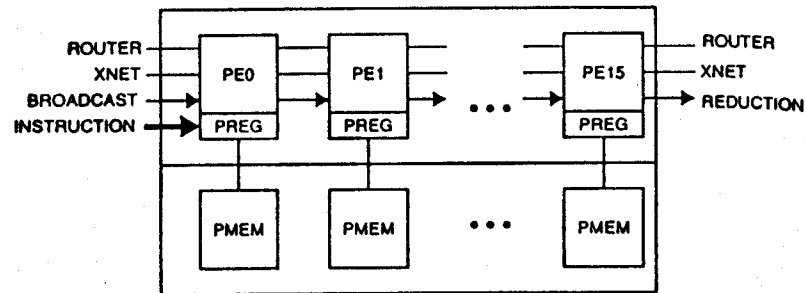 ROUTER
XNET
BROADCAST
INSTRUCTION
PE0
PREG
PE1
PREG
PE15
PREG
ROUTER
XNET
REDUCTION
PMEM
PMEM
PMEM